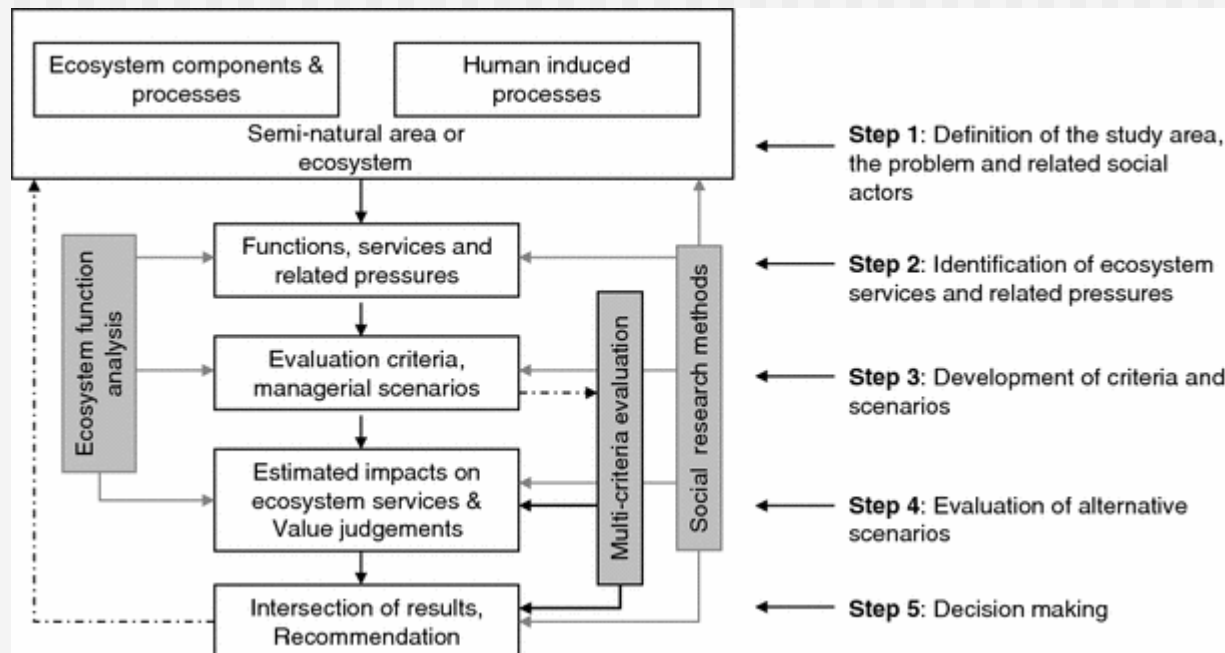 Ecosystem components &
processes
Human induced
processes
Semi-natural area or
ecosystem
Step 1: Definition of the study area,
the problem and related social
actors
Functions, services and
related pressures
Step 2: Identification of ecosystem
services and related pressures
Evaluation criteria,
managerial scenarios
Step 3: Development of criteria and
scenarios
Estimated impacts on
ecosystem services &
Value judgements
Step 4: Evaluation of alternative
scenarios
Intersection of results,
Recommendation
Step 5: Decision making
Ecosystem function
analysis
Multi-criteria evaluation
Social research methods